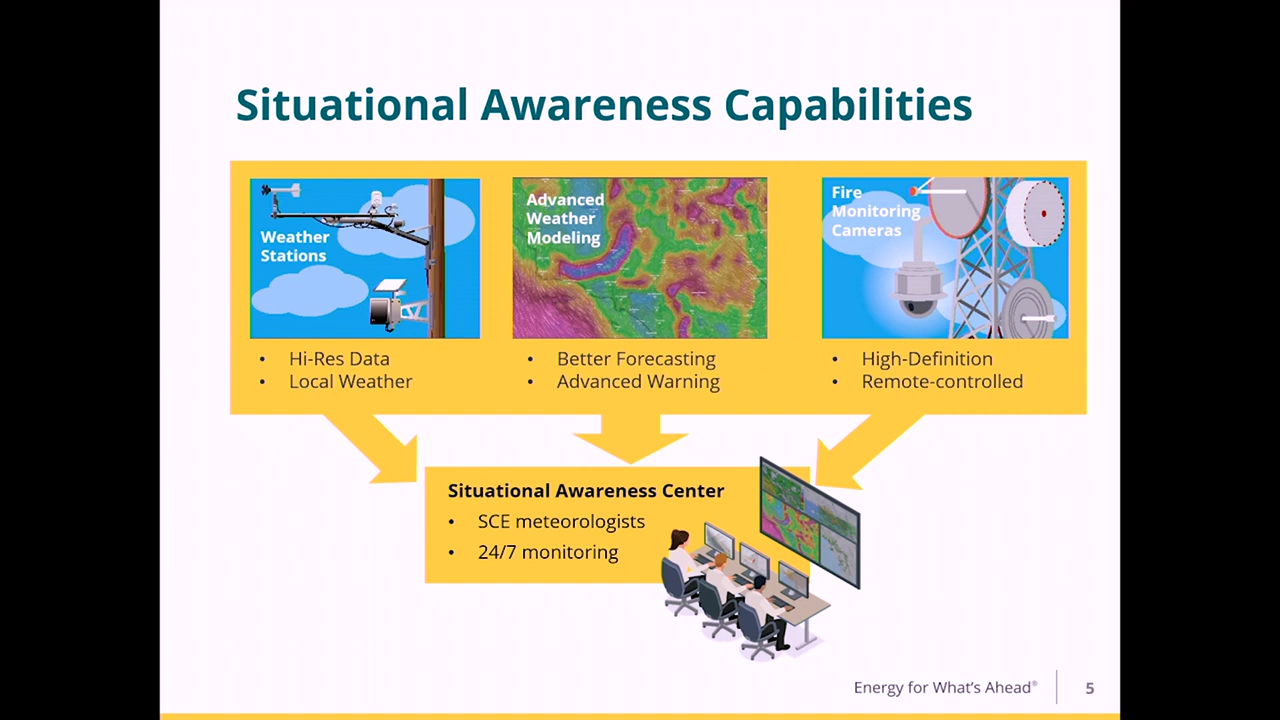 Situational Awareness Capabilities
Weather
Stations
Advanced
Weather
Modeling
Fire
Monitoring
Cameras
• Hi-Res Data
• Local Weather
• Better Forecasting
• Advanced Warning
• High-Definition
• Remote-controlled
Situational Awareness Center
• SCE meteorologists
• 24/7 monitoring
Energy for What's Ahead® 5